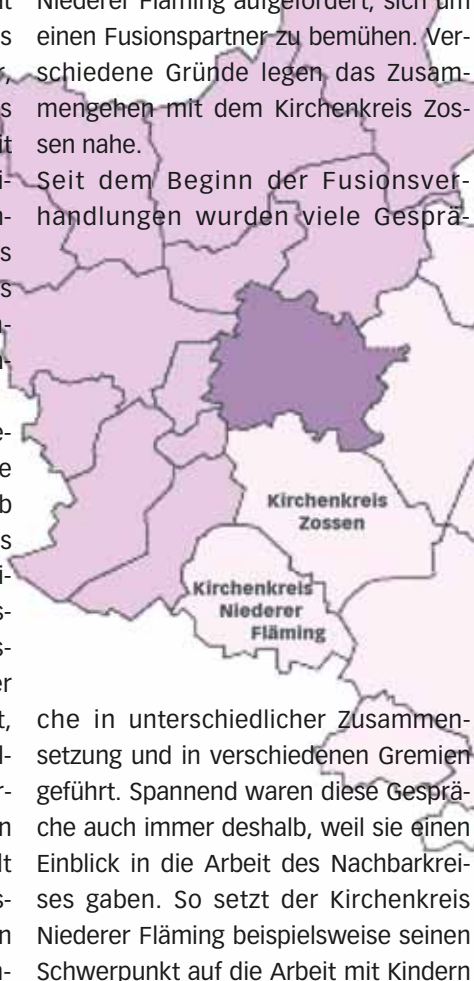 Niederer Fläming aufgefordert, sich um
einen Fusionspartner zu bemühen. Ver-
schiedene Gründe legen das Zusam-
mengehen mit dem Kirchenkreis Zos-
sen nahe.
Seit dem Beginn der Fusionsver-
handlungen wurden viele Gesprä-
Kirchenkreis
Zossen
Kirchenkreis
Niederer
Fläming
che in unterschiedlicher Zusammen-
setzung und in verschiedenen Gremien
geführt. Spannend waren diese Gesprä-
che auch immer deshalb, weil sie einen
Einblick in die Arbeit des Nachbarkrei-
ses gaben. So setzt der Kirchenkreis
Niederer Fläming beispielsweise seinen
Schwerpunkt auf die Arbeit mit Kindern